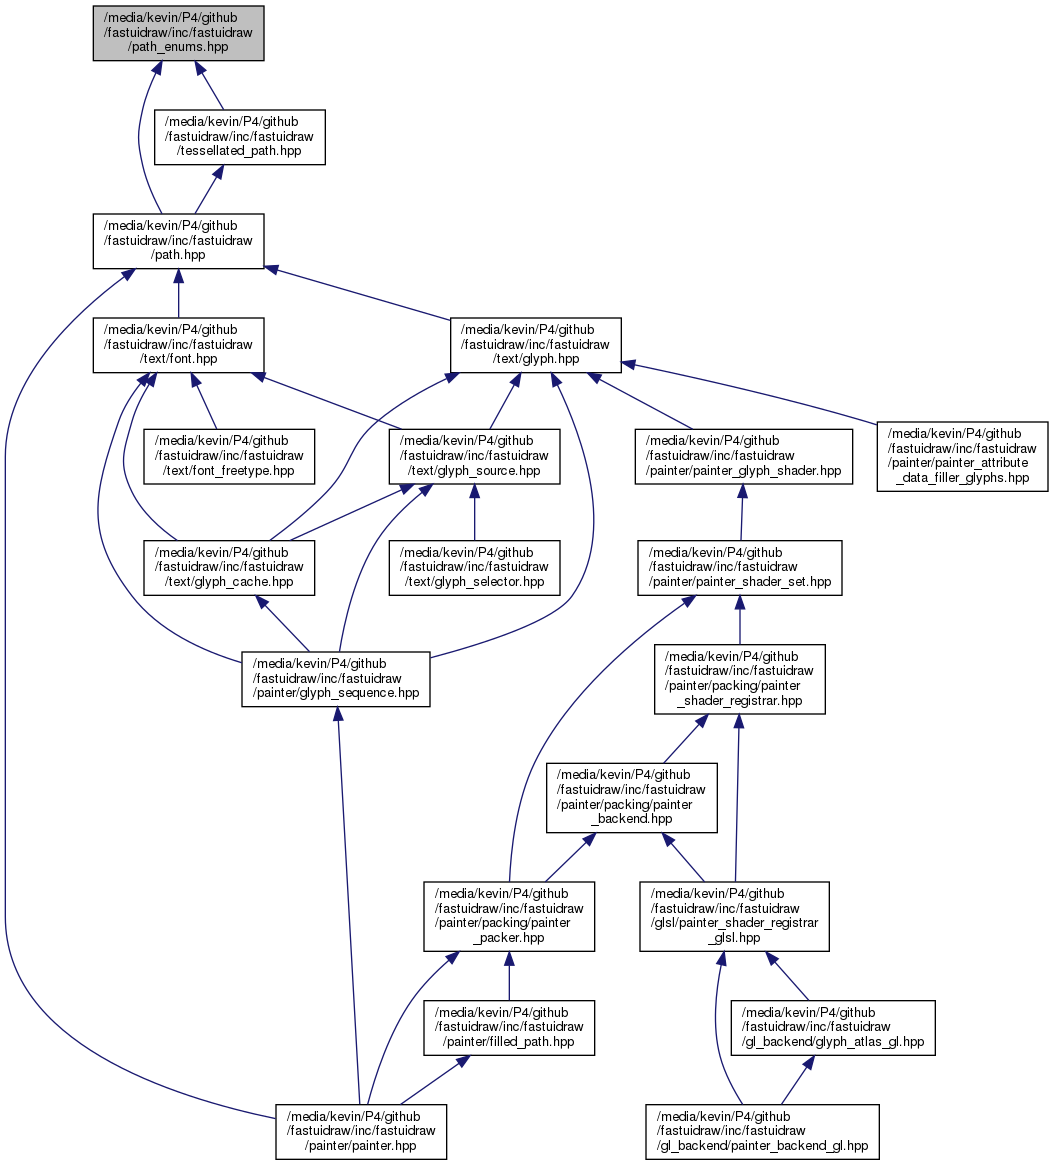 /media/kevin/P4/github
/fastuidraw/inc/fastuidraw
/path_enums.hpp
/media/kevin/P4/github
/fastuidraw/inc/fastuidraw
/tessellated_path.hpp
/media/kevin/P4/github
/fastuidraw/inc/fastuidraw
/path.hpp
/media/kevin/P4/github
/fastuidraw/inc/fastuidraw
/text/font.hpp
/media/kevin/P4/github
/fastuidraw/inc/fastuidraw
/text/glyph.hpp
/media/kevin/P4/github
/fastuidraw/inc/fastuidraw
/text/font_freetype.hpp
/media/kevin/P4/github
/fastuidraw/inc/fastuidraw
/text/glyph_source.hpp
/media/kevin/P4/github
/fastuidraw/inc/fastuidraw
/painter/painter_glyph_shader.hpp
/media/kevin/P4/github
/fastuidraw/inc/fastuidraw
/painter/painter_attribute
_data_filler_glyphs.hpp
/media/kevin/P4/github
/fastuidraw/inc/fastuidraw
/text/glyph_cache.hpp
/media/kevin/P4/github
/fastuidraw/inc/fastuidraw
/text/glyph_selector.hpp
/media/kevin/P4/github
/fastuidraw/inc/fastuidraw
/painter/painter_shader_set.hpp
/media/kevin/P4/github
/fastuidraw/inc/fastuidraw
/painter/glyph_sequence.hpp
/media/kevin/P4/github
/fastuidraw/inc/fastuidraw
/painter/packing/painter
_shader_registrar.hpp
/media/kevin/P4/github
/fastuidraw/inc/fastuidraw
/painter/packing/painter
_backend.hpp
/media/kevin/P4/github
/fastuidraw/inc/fastuidraw
/painter/packing/painter
_packer.hpp
/media/kevin/P4/github
/fastuidraw/inc/fastuidraw
/glsl/painter_shader_registrar
_glsl.hpp
/media/kevin/P4/github
/fastuidraw/inc/fastuidraw
/painter/filled_path.hpp
/media/kevin/P4/github
/fastuidraw/inc/fastuidraw
/gl_backend/glyph_atlas_gl.hpp
/media/kevin/P4/github
/fastuidraw/inc/fastuidraw
/painter/painter.hpp
/media/kevin/P4/github
/fastuidraw/inc/fastuidraw
/gl_backend/painter_backend_gl.hpp